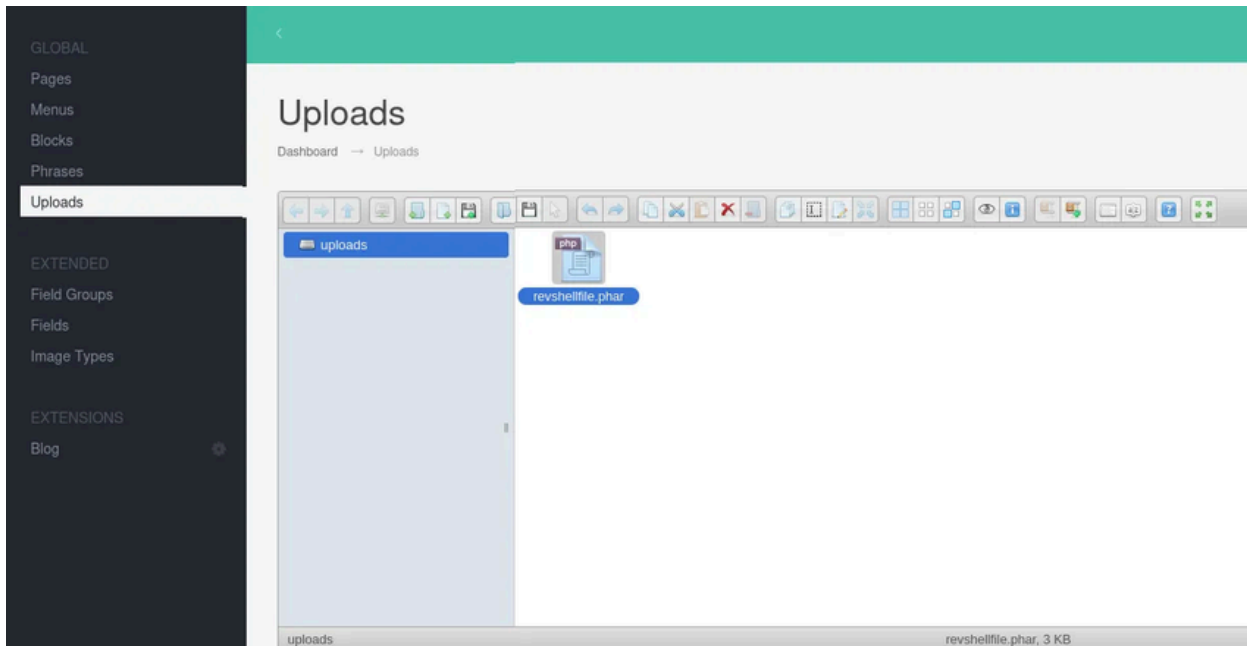 GLOBAL
Pages
Menus
Blocks
Phrases
Uploads
EXTENDED
Field Groups
Fields
Image Types
EXTENSIONS
Blog
Uploads
Dashboard → Uploads
uploads
php
revshellfile.phar
uploads
revshellfile.phar, 3 KB